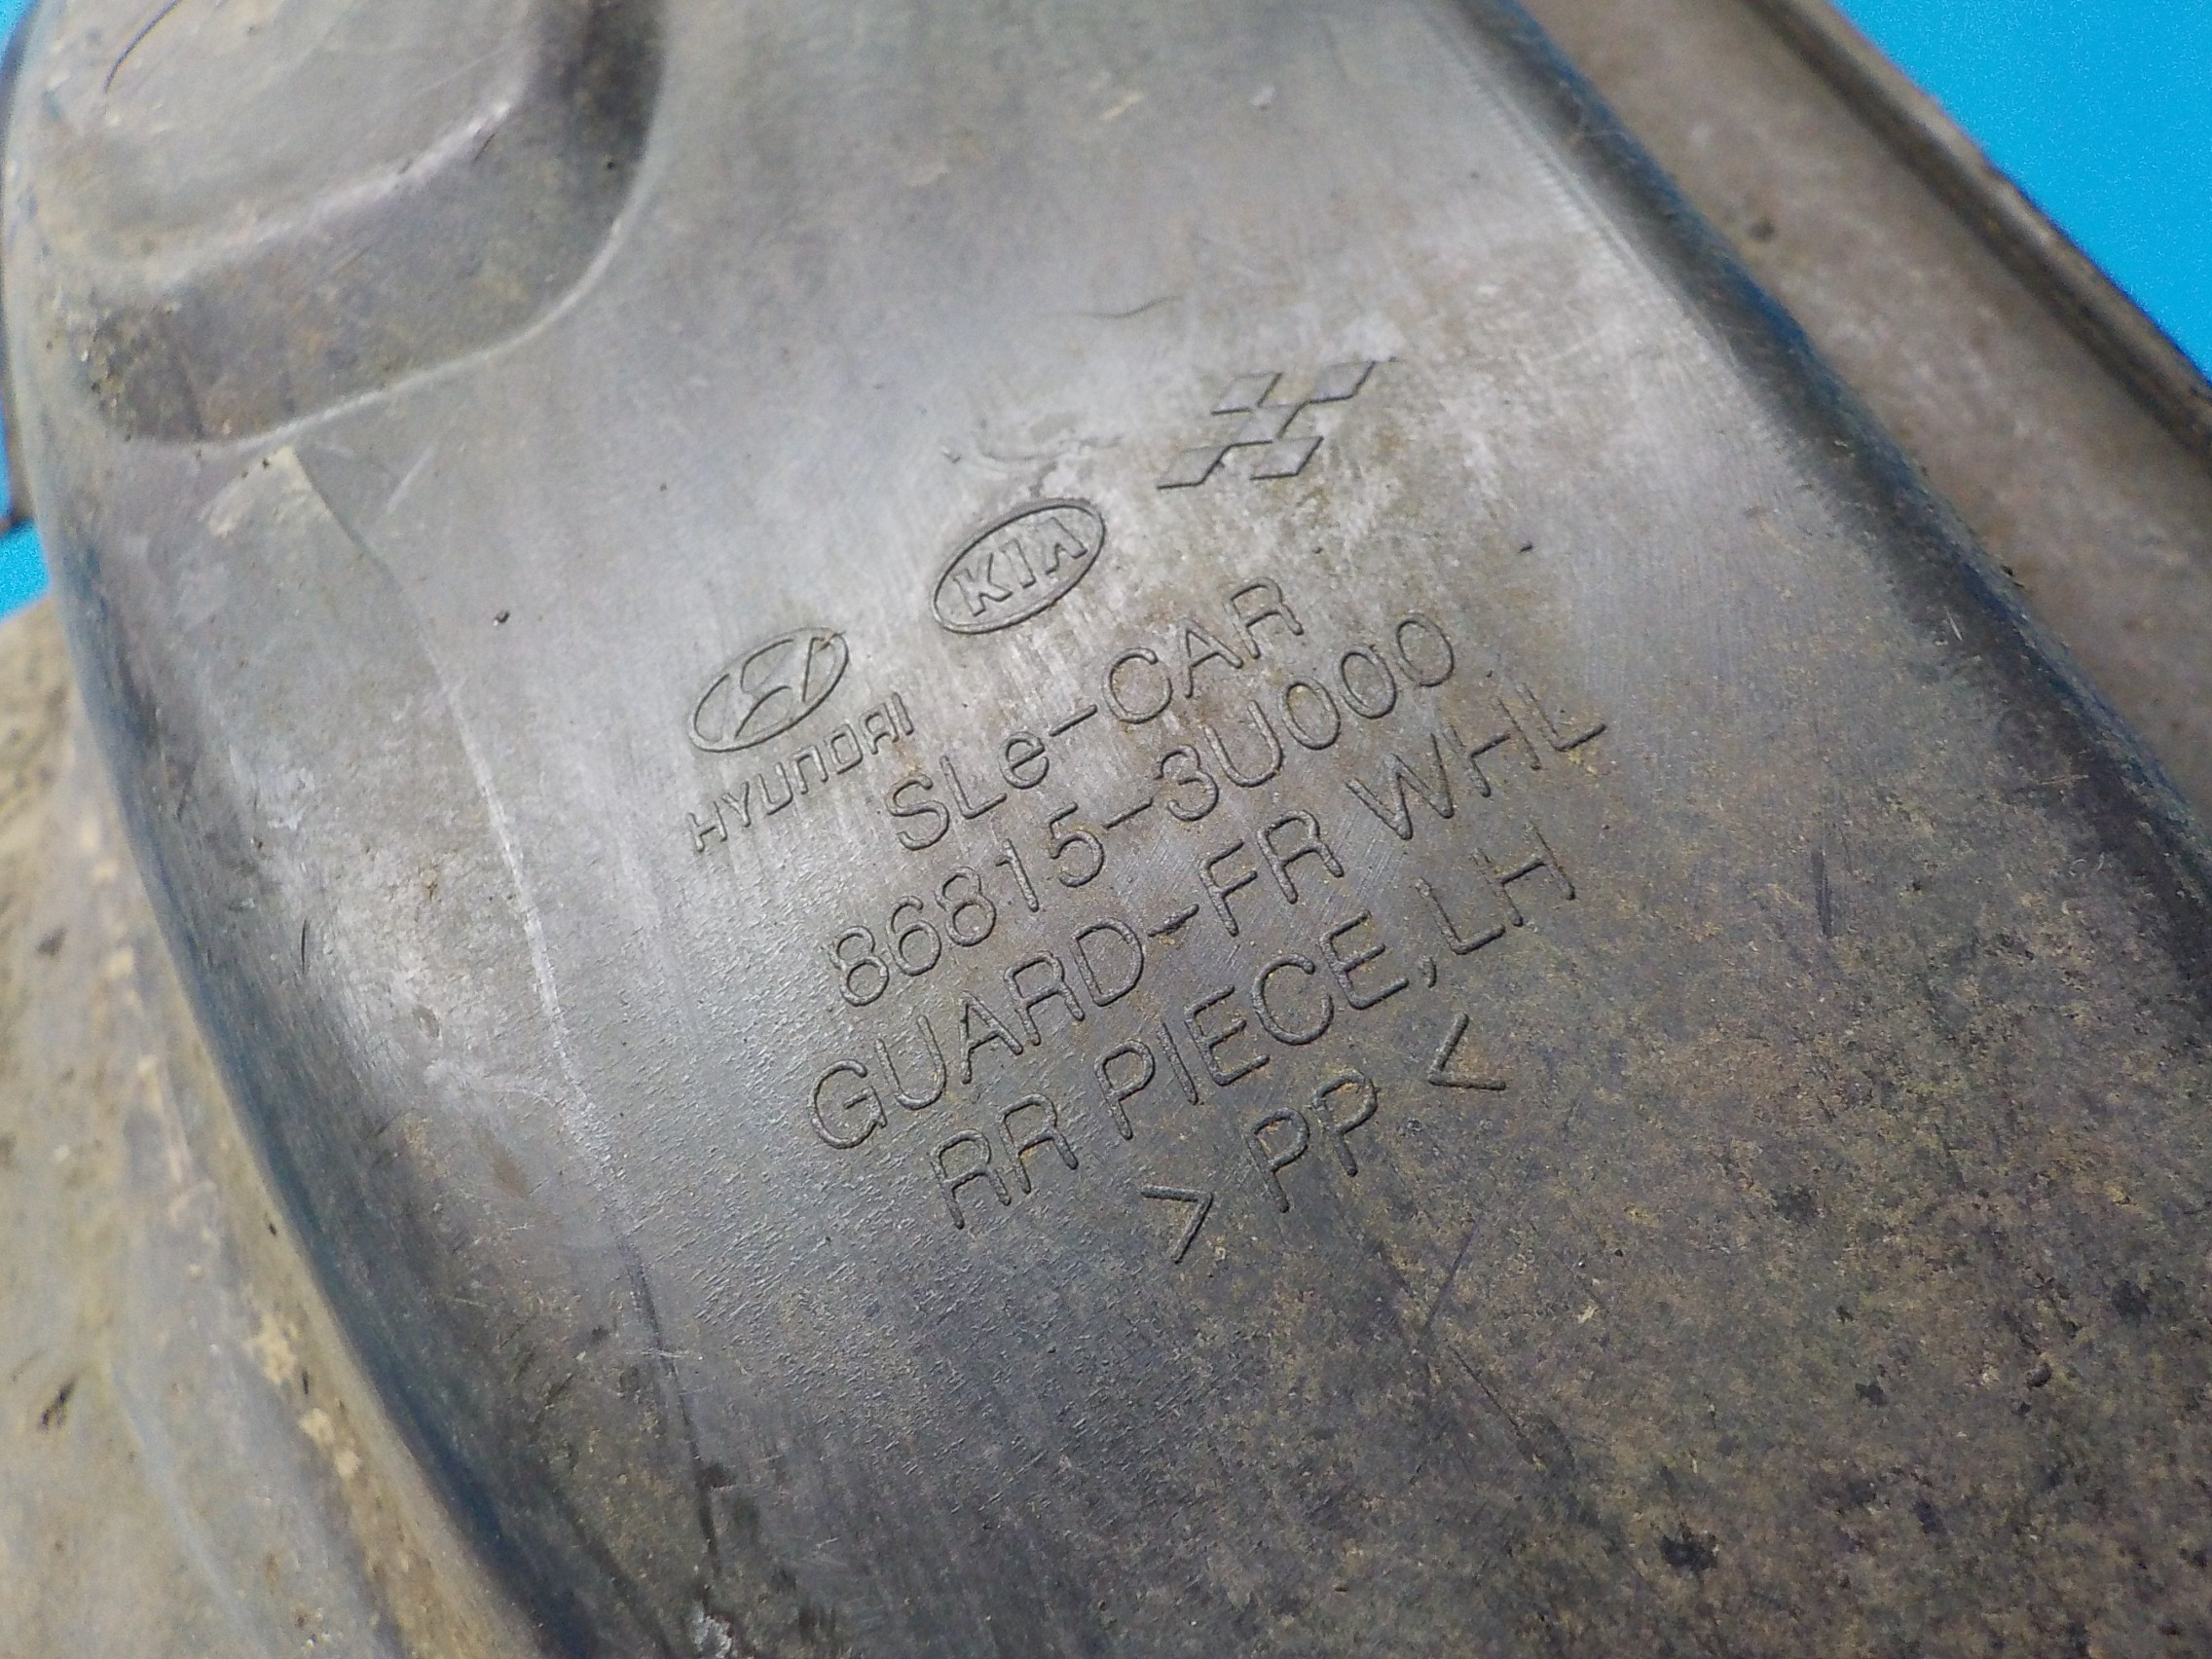 KIA
HYUNDAI
SLe-CAR
86815-3U000
GUARD-FR WHL
RR PIECE,LH
> PP <